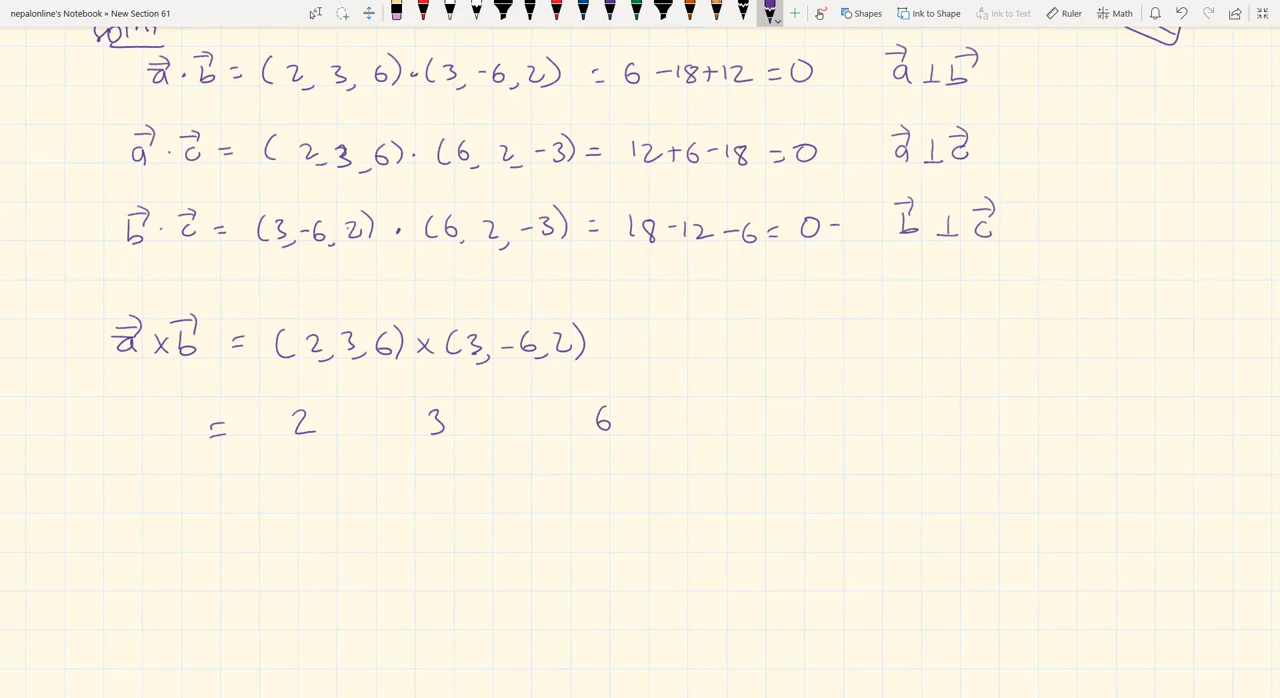 nepalonline's Notebook » New Section 61
Shapes Ink to Shape Ink to Text Ruler Math
a⃗ · b⃗ = (2, 3, 6) · (3, -6, 2) = 6 - 18 + 12 = 0 a⃗ ⊥ b⃗
a⃗ · c⃗ = (2, 3, 6) · (6, 2, -3) = 12 + 6 - 18 = 0 a⃗ ⊥ c⃗
b⃗ · c⃗ = (3, -6, 2) · (6, 2, -3) = 18 - 12 - 6 = 0 - b⃗ ⊥ c⃗
a⃗ × b⃗ = (2, 3, 6) × (3, -6, 2)
= 2 3 6